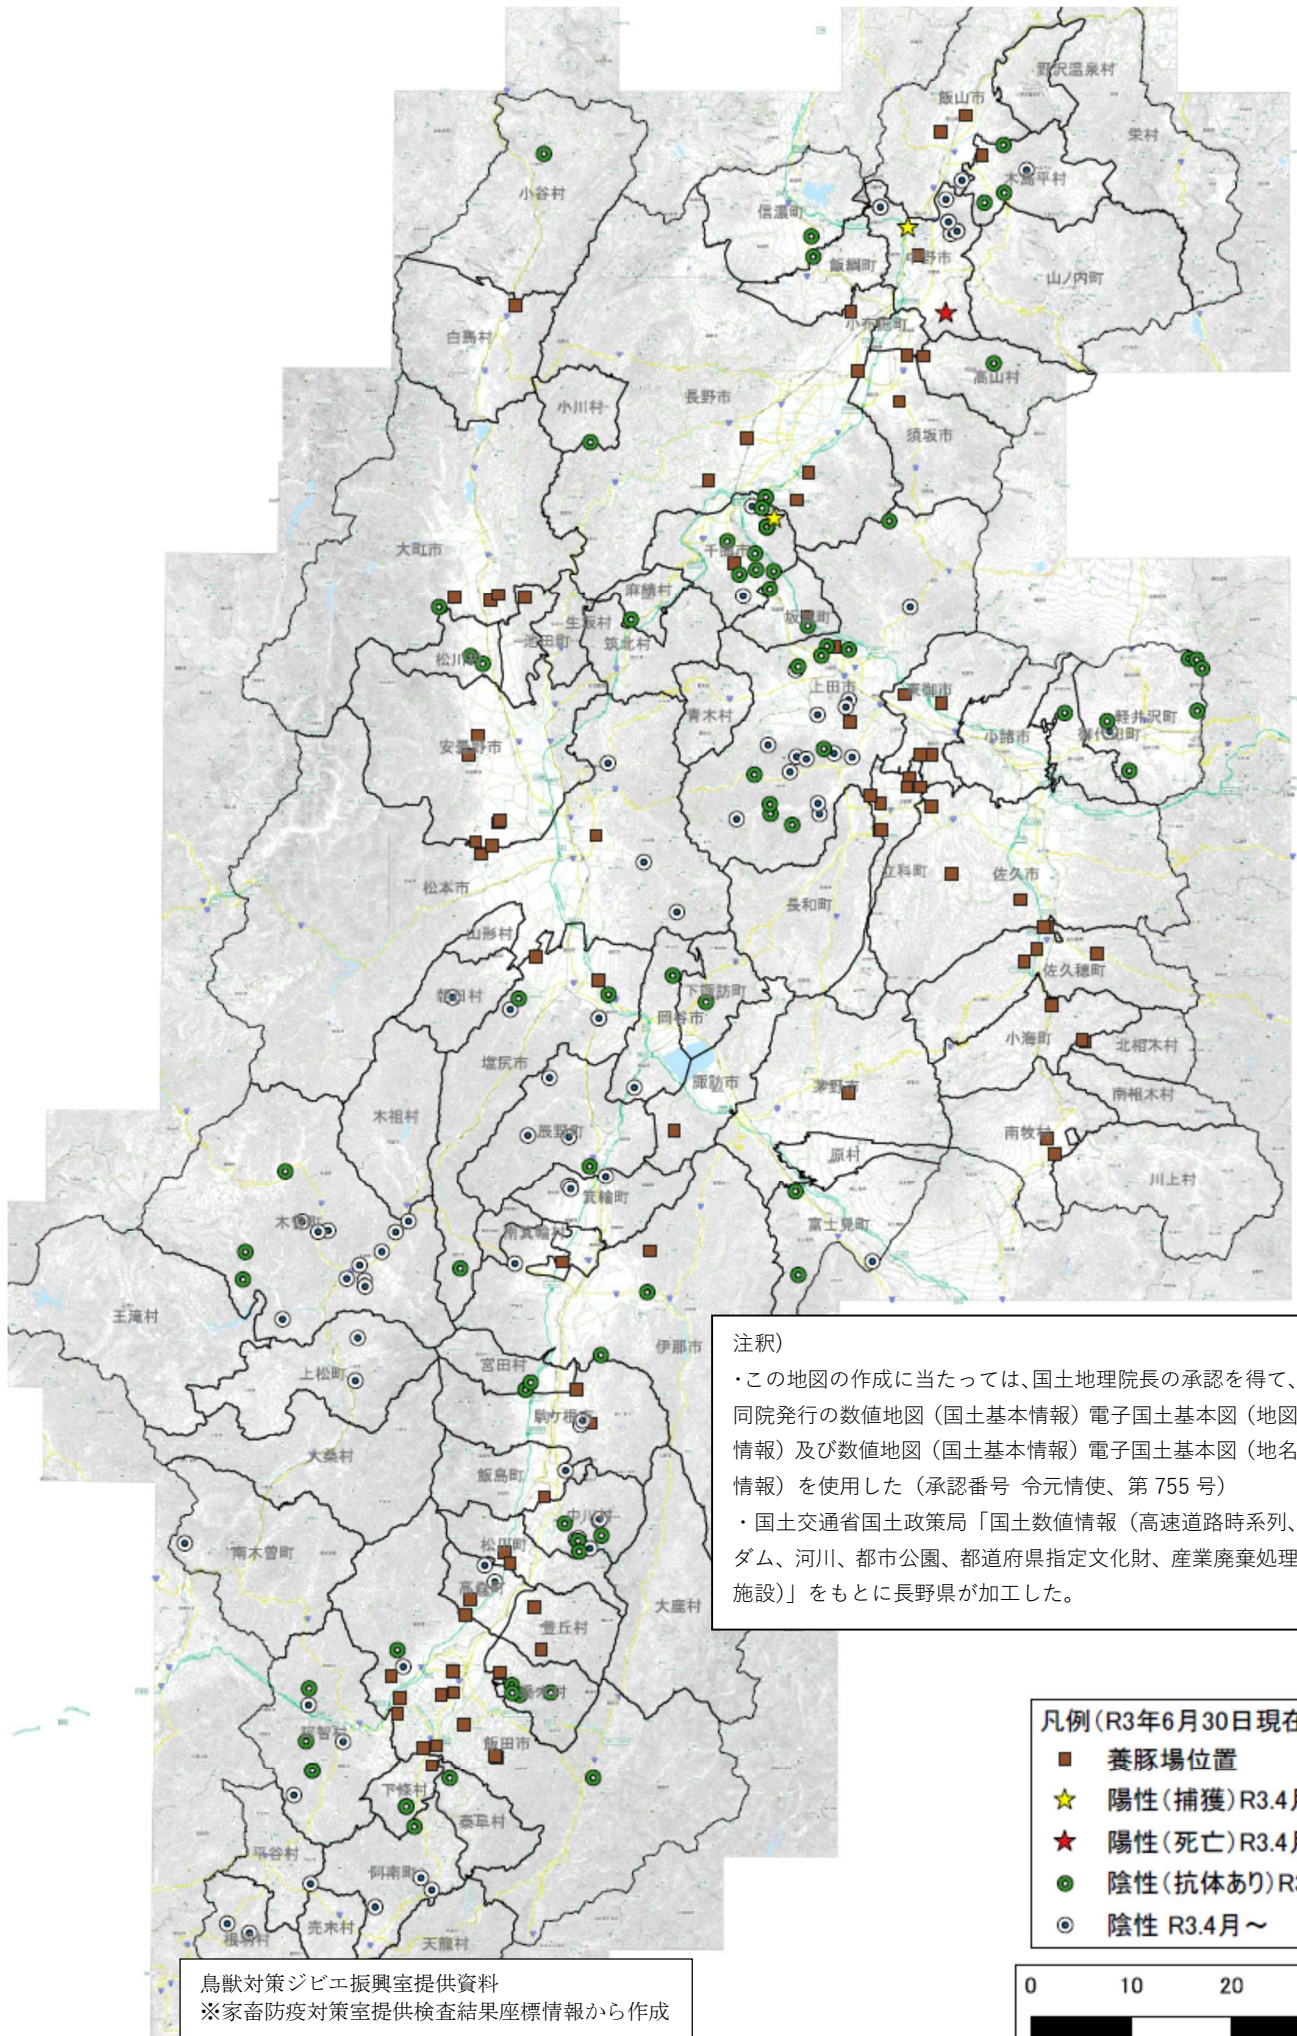 野沢温泉村
飯山市
栄村
木島平村
小谷村
信濃町
飯綱町
中野市
山ノ内町
小布施町
白馬村
高山村
長野市
小川村
須坂市
大町市
千曲市
麻績村
生坂村
坂城町
池田町
筑北村
松川村
上田市
青木村
東御市
軽井沢町
御代田町
小諸市
安曇野市
立科町
佐久市
松本市
長和町
山形村
佐久穂町
朝日村
下諏訪町
岡谷市
小海町
北相木村
塩尻市
諏訪市
茅野市
南相木村
木祖村
辰野町
南牧村
原村
川上村
箕輪町
木曽町
南箕輪村
富士見町
王滝村
伊那市
宮田村
上松町
駒ケ根市
大桑村
飯島町
中川村
南木曽町
松川町
高森町
大鹿村
豊丘村
喬木村
阿智村
飯田市
下條村
泰阜村
平谷村
阿南町
売木村
根羽村
天龍村
注釈)
・この地図の作成に当たっては、国土地理院長の承認を得て、
同院発行の数値地図（国土基本情報）電子国土基本図（地図
情報）及び数値地図（国土基本情報）電子国土基本図（地名
情報）を使用した（承認番号 令元情使、第 755 号）
・国土交通省国土政策局「国土数値情報（高速道路時系列、
ダム、河川、都市公園、都道府県指定文化財、産業廃棄処理
施設）」をもとに長野県が加工した。
凡例(R3年6月30日現在
養豚場位置
陽性(捕獲)R3.4月
陽性(死亡)R3.4月
陰性(抗体あり)R3
陰性 R3.4月～
0 10 20
鳥獣対策ジビエ振興室提供資料
※家畜防疫対策室提供検査結果座標情報から作成